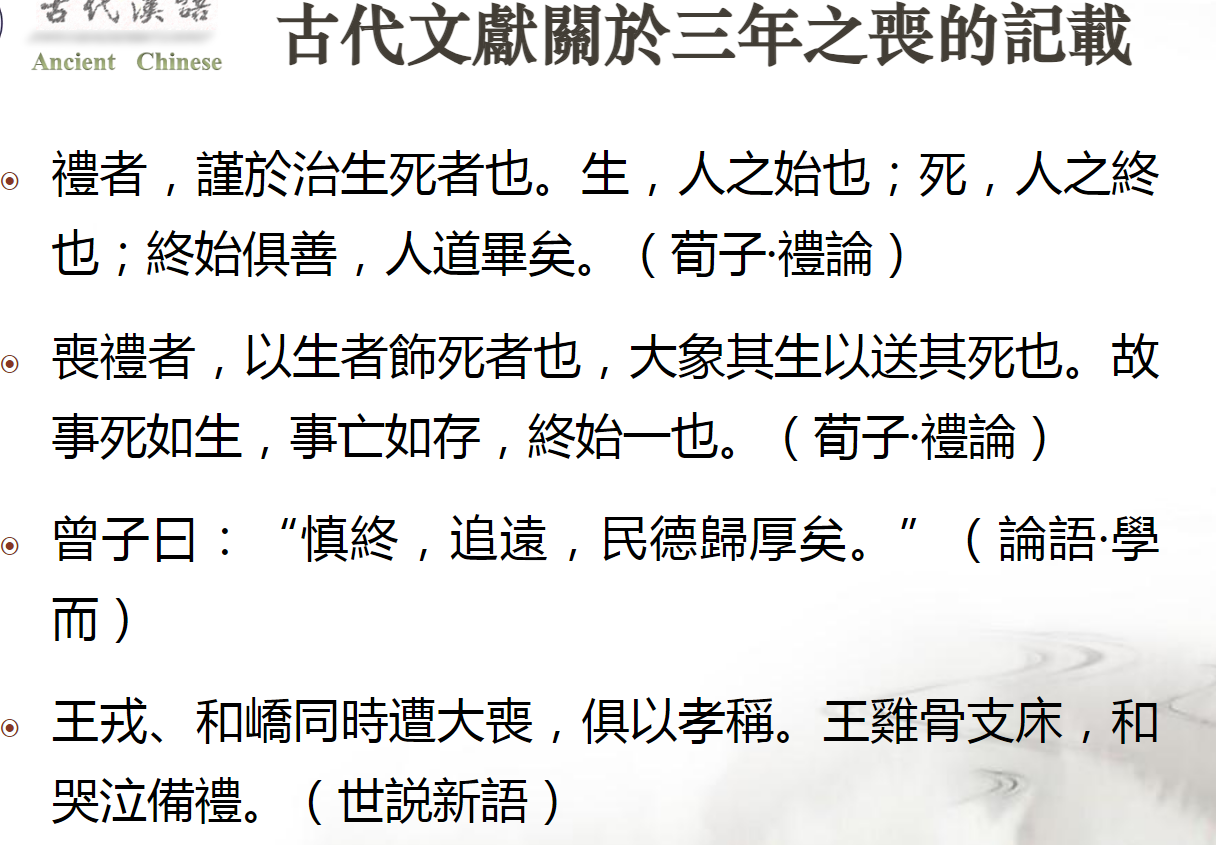 古代漢語
Ancient Chinese
古代文獻關於三年之喪的記載
禮者，謹於治生死者也。生，人之始也；死，人之終
也；終始俱善，人道畢矣。（荀子·禮論）
喪禮者，以生者飾死者也，大象其生以送其死也。故
事死如生，事亡如存，終始一也。（荀子·禮論）
曾子曰：“慎終，追遠，民德歸厚矣。”（論語·學
而）
王戎、和嶠同時遭大喪，俱以孝稱。王雞骨支床，和
哭泣備禮。（世説新語）